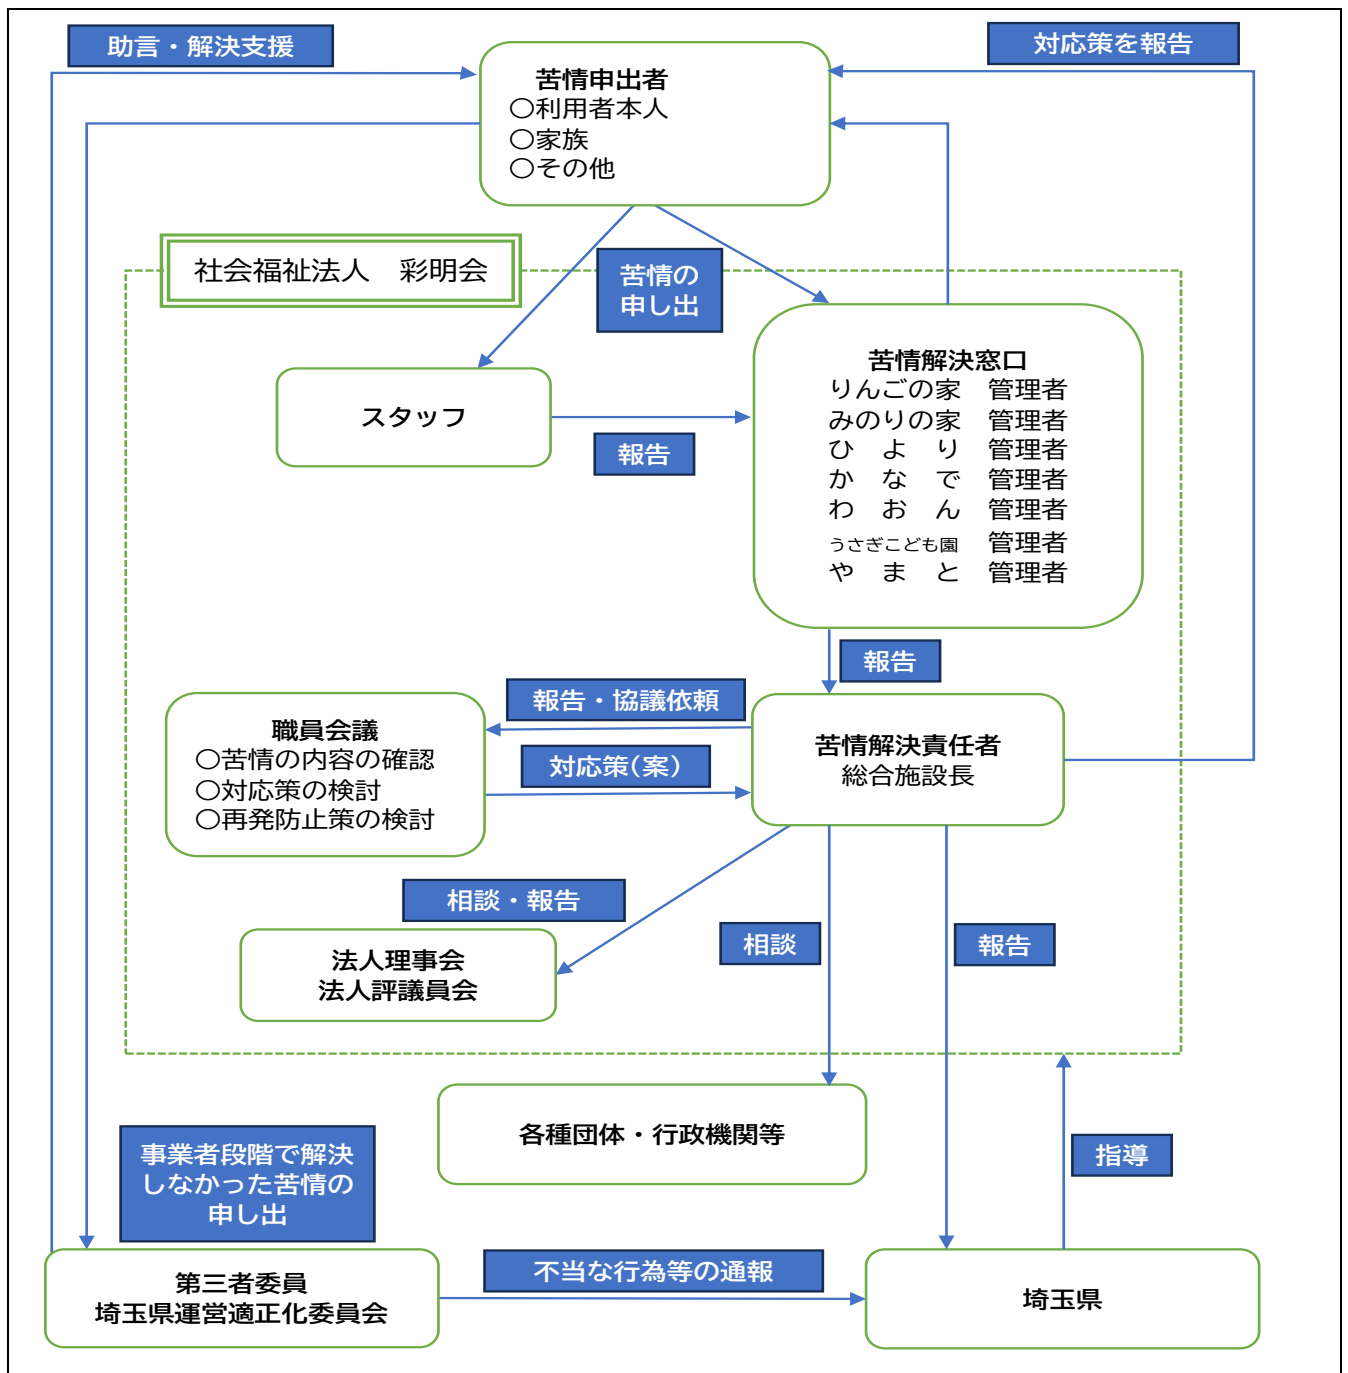 助言・解決支援
対応策を報告
苦情申出者
〇利用者本人
〇家族
〇その他
社会福祉法人　彩明会
苦情の
申し出
苦情解決窓口
りんごの家　管理者
みのりの家　管理者
ひ　よ　り　管理者
か　な　で　管理者
わ　お　ん　管理者
うさぎこども園　管理者
や　ま　と　管理者
スタッフ
報告
報告
報告・協議依頼
職員会議
〇苦情の内容の確認
〇対応策の検討
〇再発防止策の検討
対応策（案）
苦情解決責任者
総合施設長
相談・報告
法人理事会
法人評議員会
相談
報告
各種団体・行政機関等
指導
事業者段階で解決
しなかった苦情の
申し出
第三者委員
埼玉県運営適正化委員会
不当な行為等の通報
埼玉県